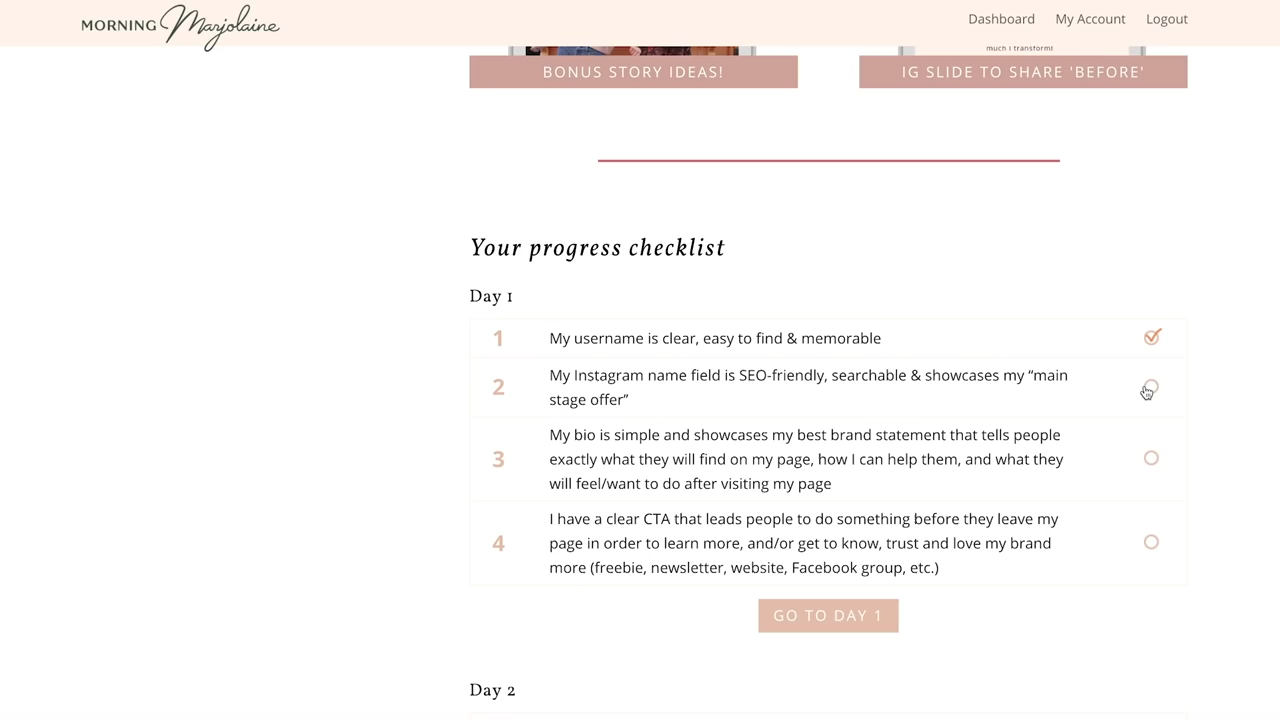 MORNING Marjolaine
Dashboard My Account Logout
much I transform!
BONUS STORY IDEAS!
IG SLIDE TO SHARE 'BEFORE'
Your progress checklist
Day 1
1 My username is clear, easy to find & memorable
2 My Instagram name field is SEO-friendly, searchable & showcases my “main
stage offer”
3 My bio is simple and showcases my best brand statement that tells people
exactly what they will find on my page, how I can help them, and what they
will feel/want to do after visiting my page
4 I have a clear CTA that leads people to do something before they leave my
page in order to learn more, and/or get to know, trust and love my brand
more (freebie, newsletter, website, Facebook group, etc.)
GO TO DAY 1
Day 2